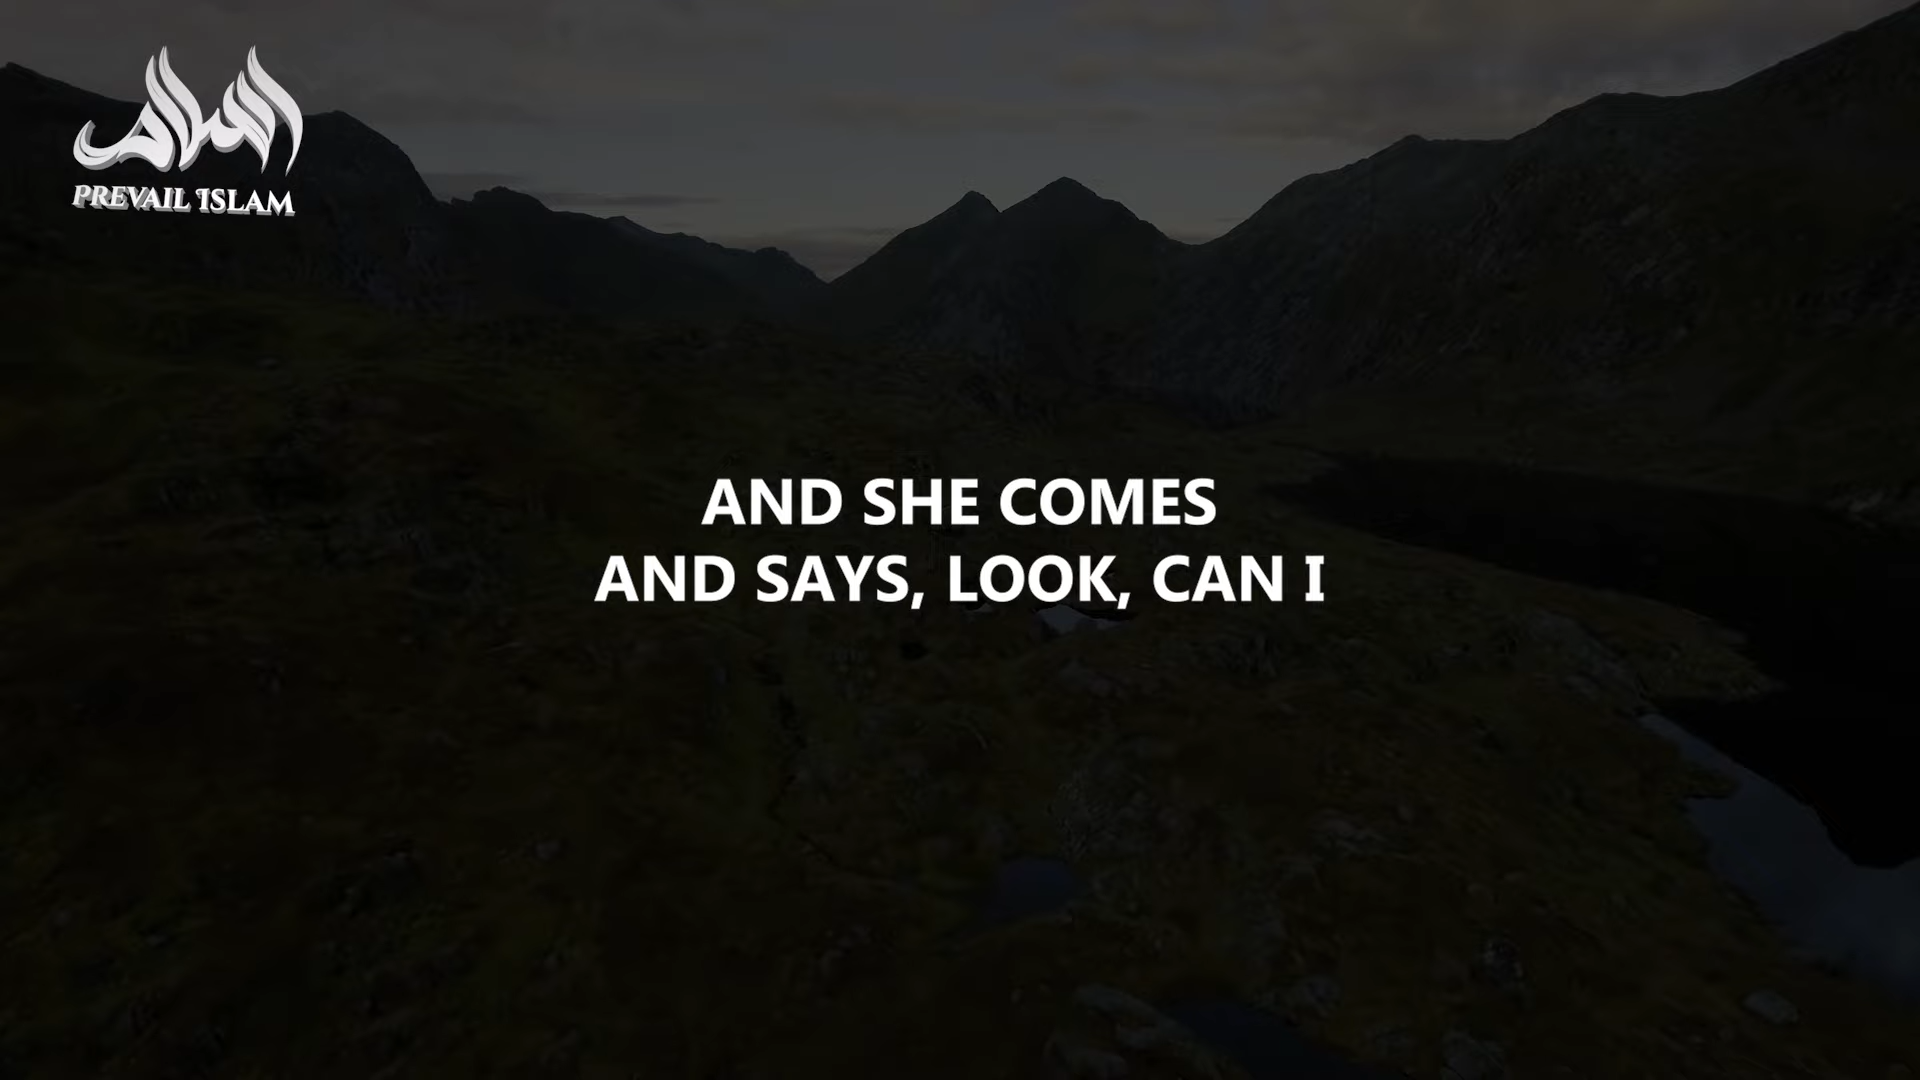 السلام
PREVAIL ISLAM
AND SHE COMES
AND SAYS, LOOK, CAN I